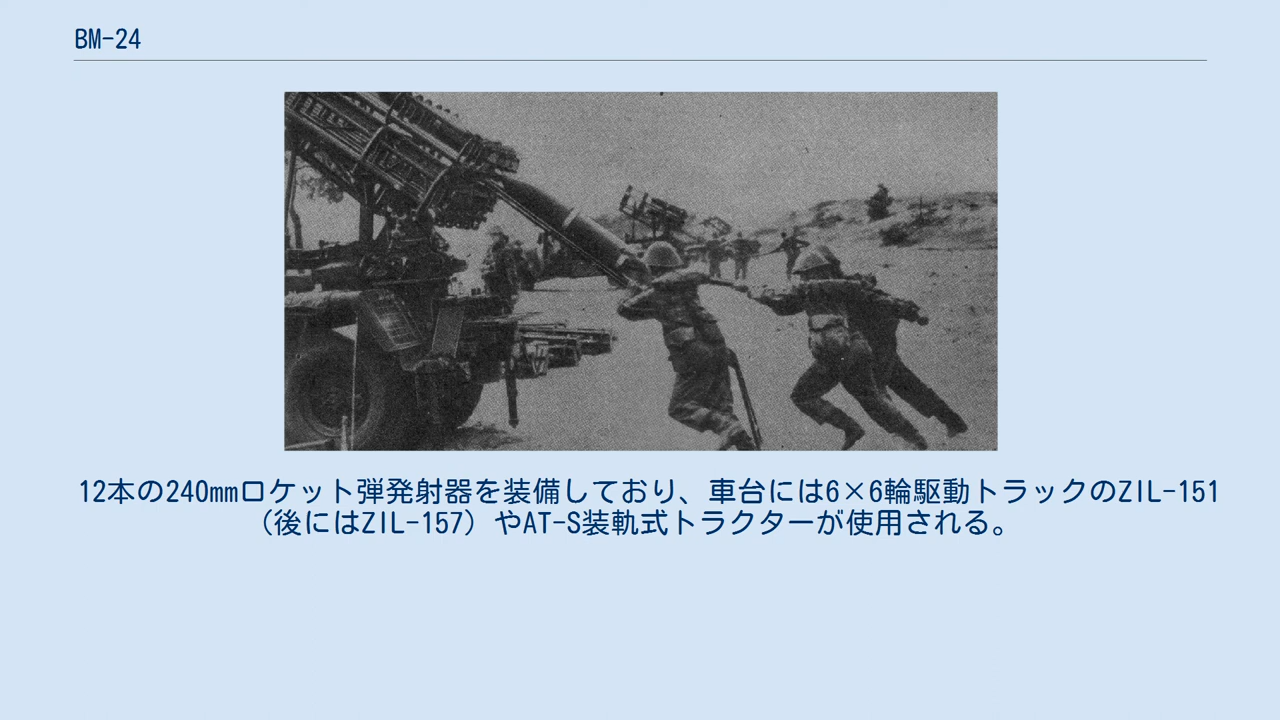 BM-24
12本の240mmロケット弾発射器を装備しており、車台には6×6輪駆動トラックのZIL-151
（後にはZIL-157）やAT-S装軌式トラクターが使用される。